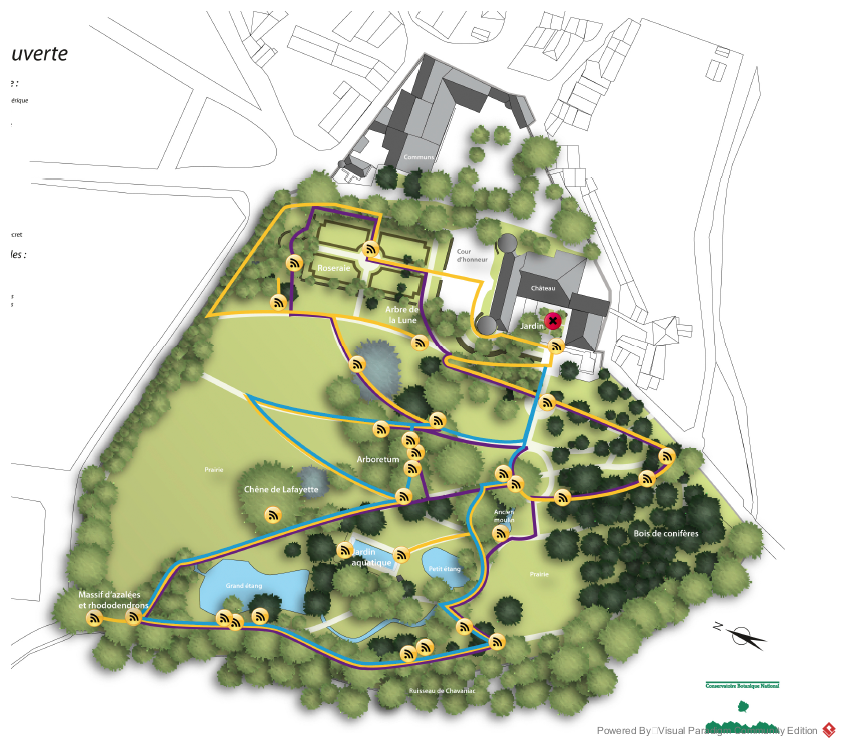 uverte
e :
érique
cret
les :
Communs
Roseraie
Cour
d'honneur
Château
Arbre de
la Lune
Jardin
Arboretum
Prairie
Chêne de Lafayette
Ancien
moulin
Bois de conifères
Jardin
aquatique
Petit étang
Prairie
Grand étang
Massif d'azalées
et rhododendrons
N
Ruisseau de Chavaniac
Conservatoire Botanique National
Powered By Visual Paradigm Community Edition